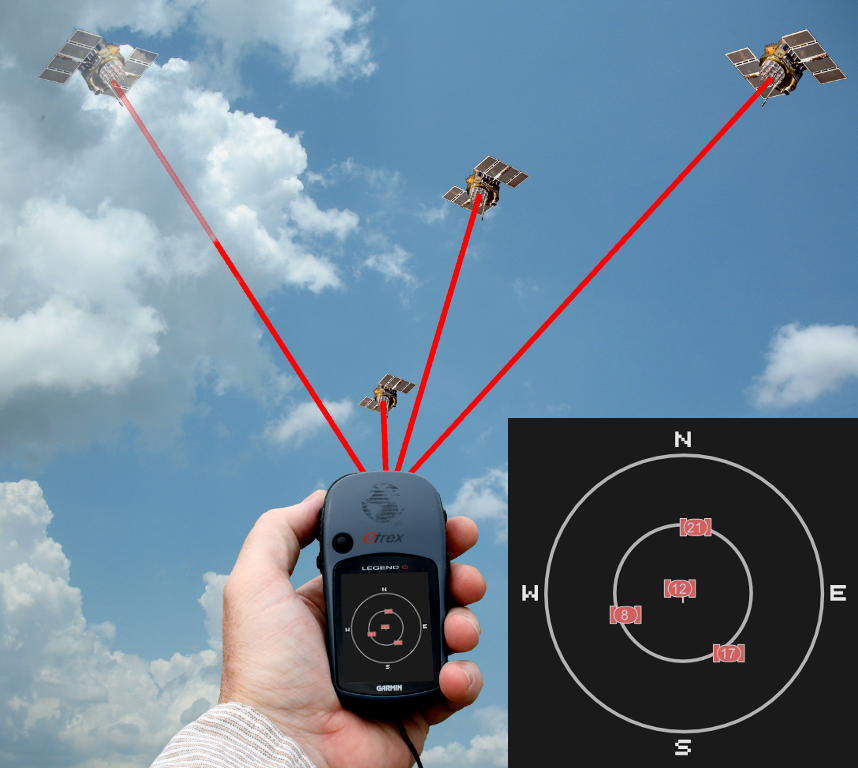 etrex
LEGEND C
N
W E
S
GARMIN
N
21
W 12 E
8
17
S